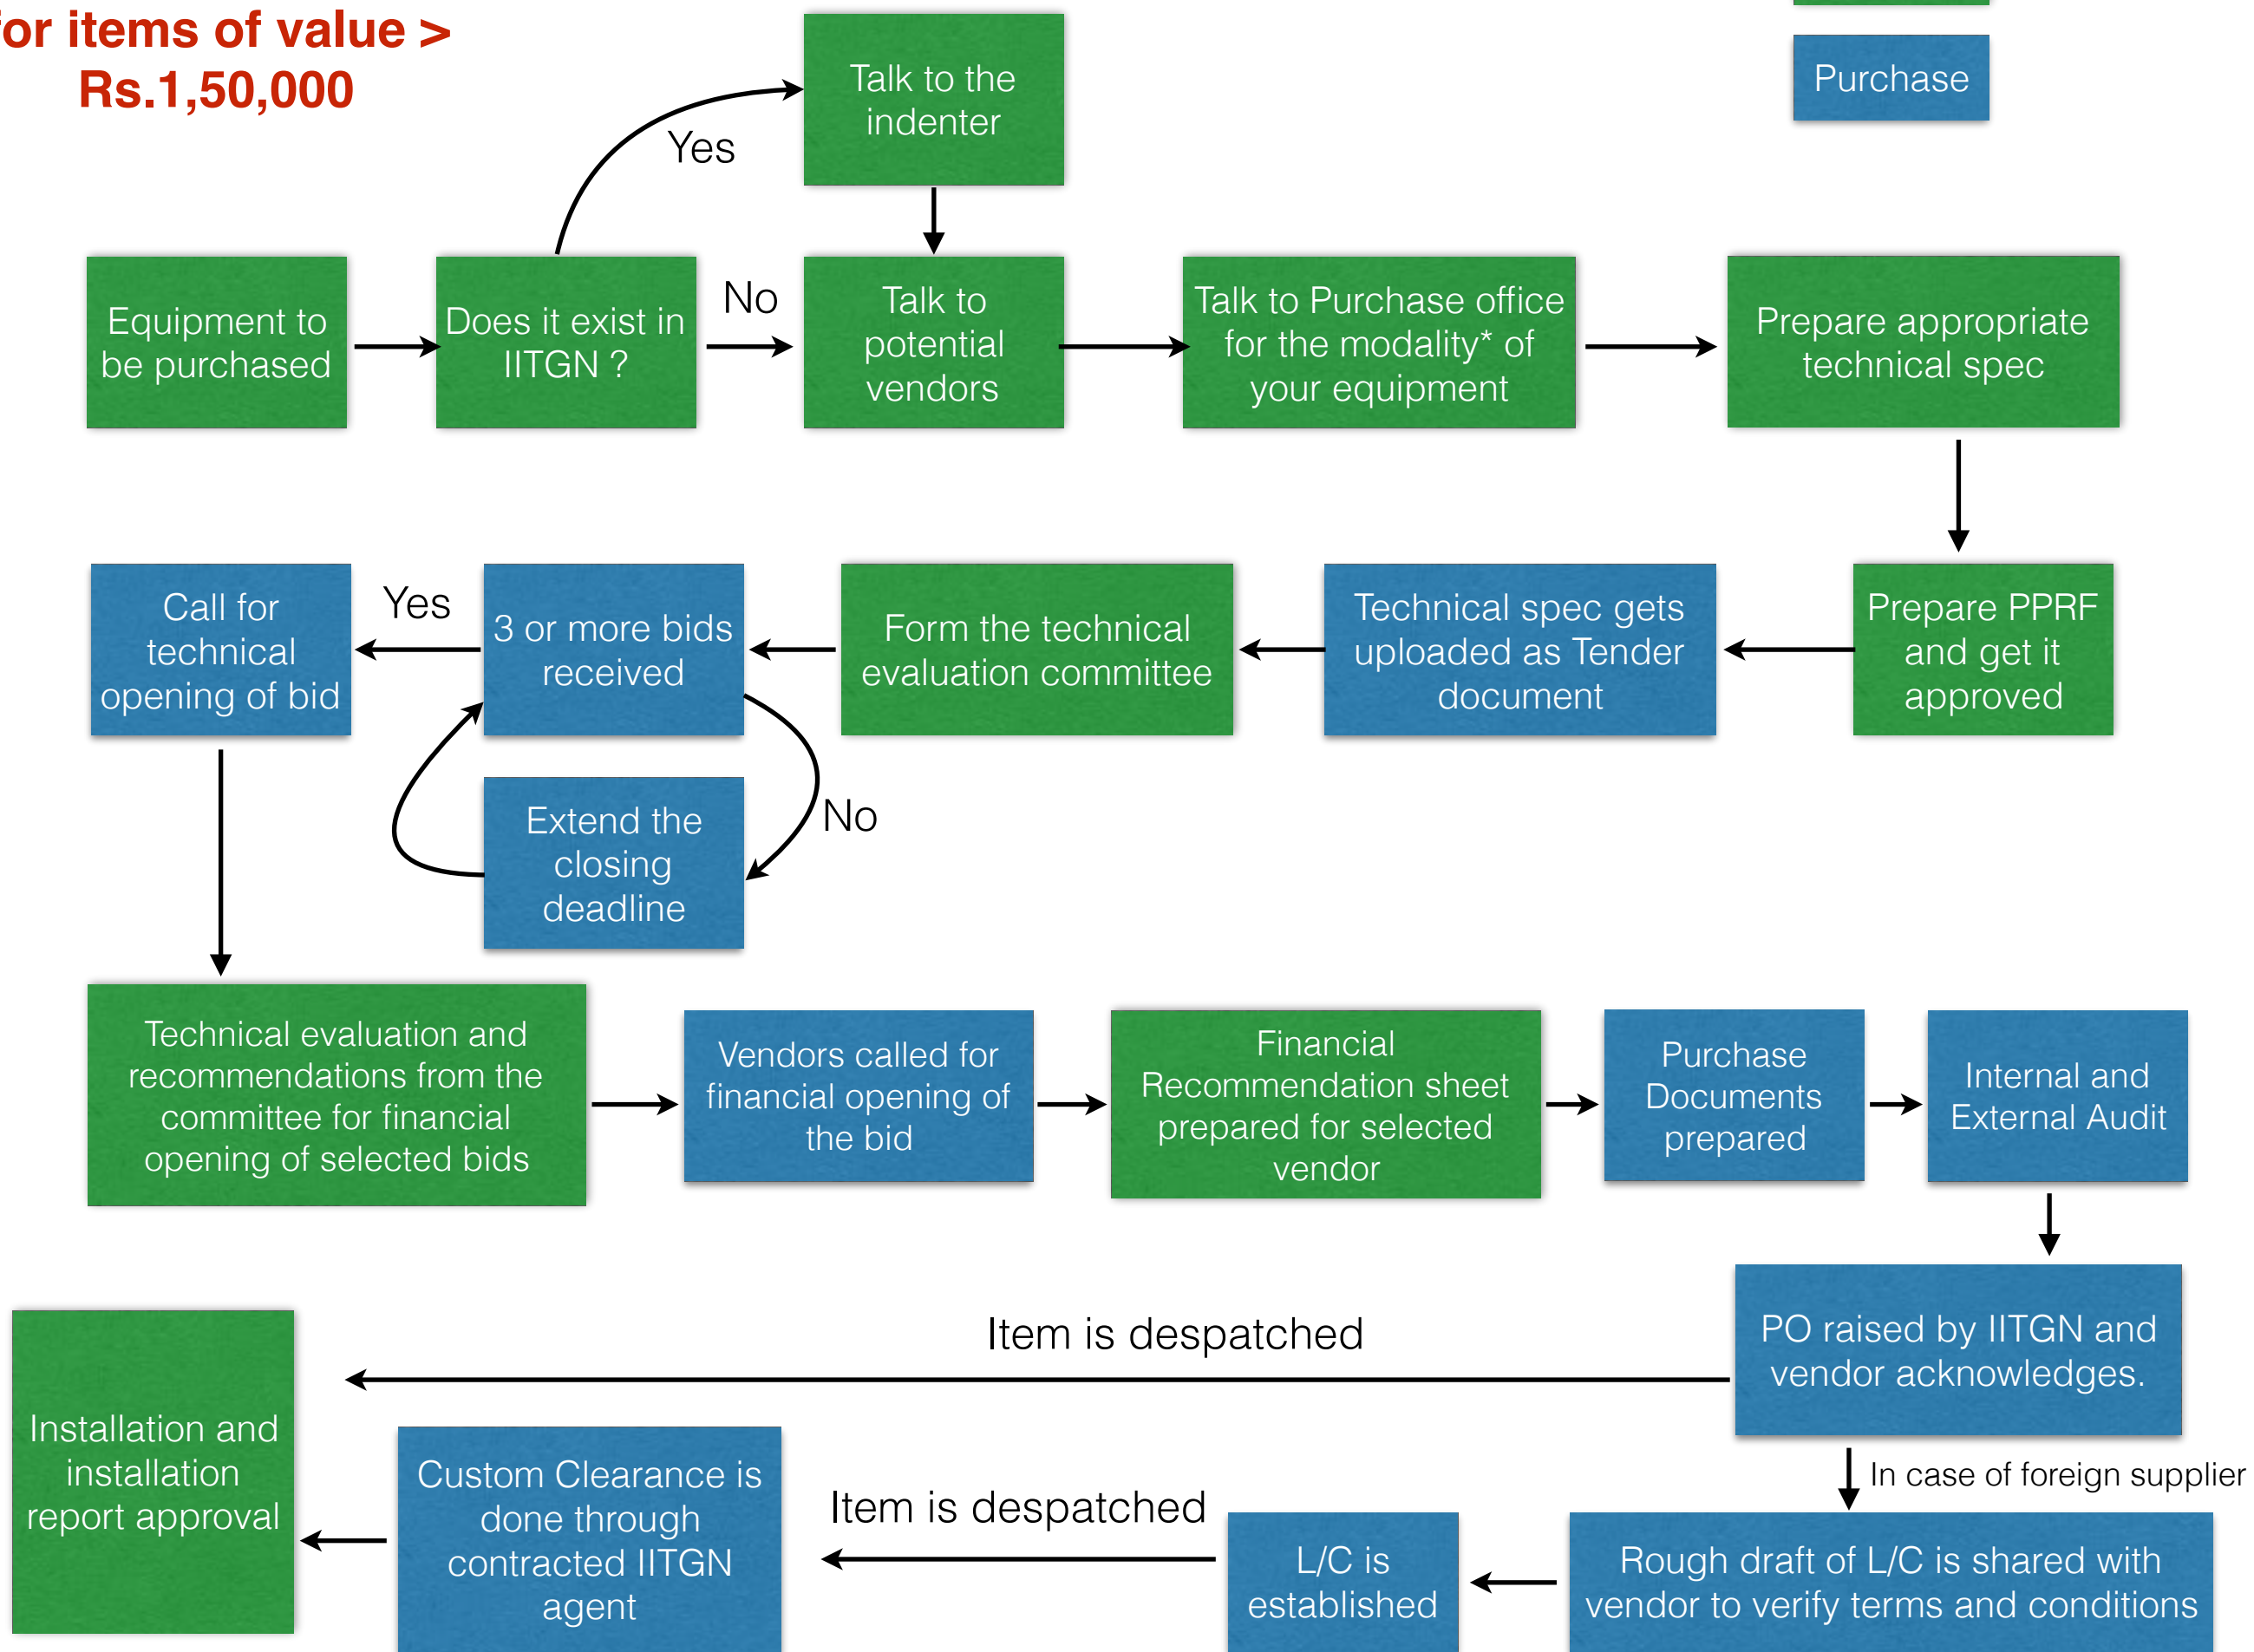 for items of value >
Rs.1,50,000
Purchase
Talk to the
indenter
Yes
Equipment to
be purchased
Does it exist in
IITGN ?
No
Talk to
potential
vendors
Talk to Purchase office
for the modality* of
your equipment
Prepare appropriate
technical spec
Call for
technical
opening of bid
Yes
3 or more bids
received
Form the technical
evaluation committee
Technical spec gets
uploaded as Tender
document
Prepare PPRF
and get it
approved
Extend the
closing
deadline
No
Technical evaluation and
recommendations from the
committee for financial
opening of selected bids
Vendors called for
financial opening of
the bid
Financial
Recommendation sheet
prepared for selected
vendor
Purchase
Documents
prepared
Internal and
External Audit
Item is despatched
PO raised by IITGN and
vendor acknowledges.
In case of foreign supplier
Installation and
installation
report approval
Custom Clearance is
done through
contracted IITGN
agent
Item is despatched
L/C is
established
Rough draft of L/C is shared with
vendor to verify terms and conditions